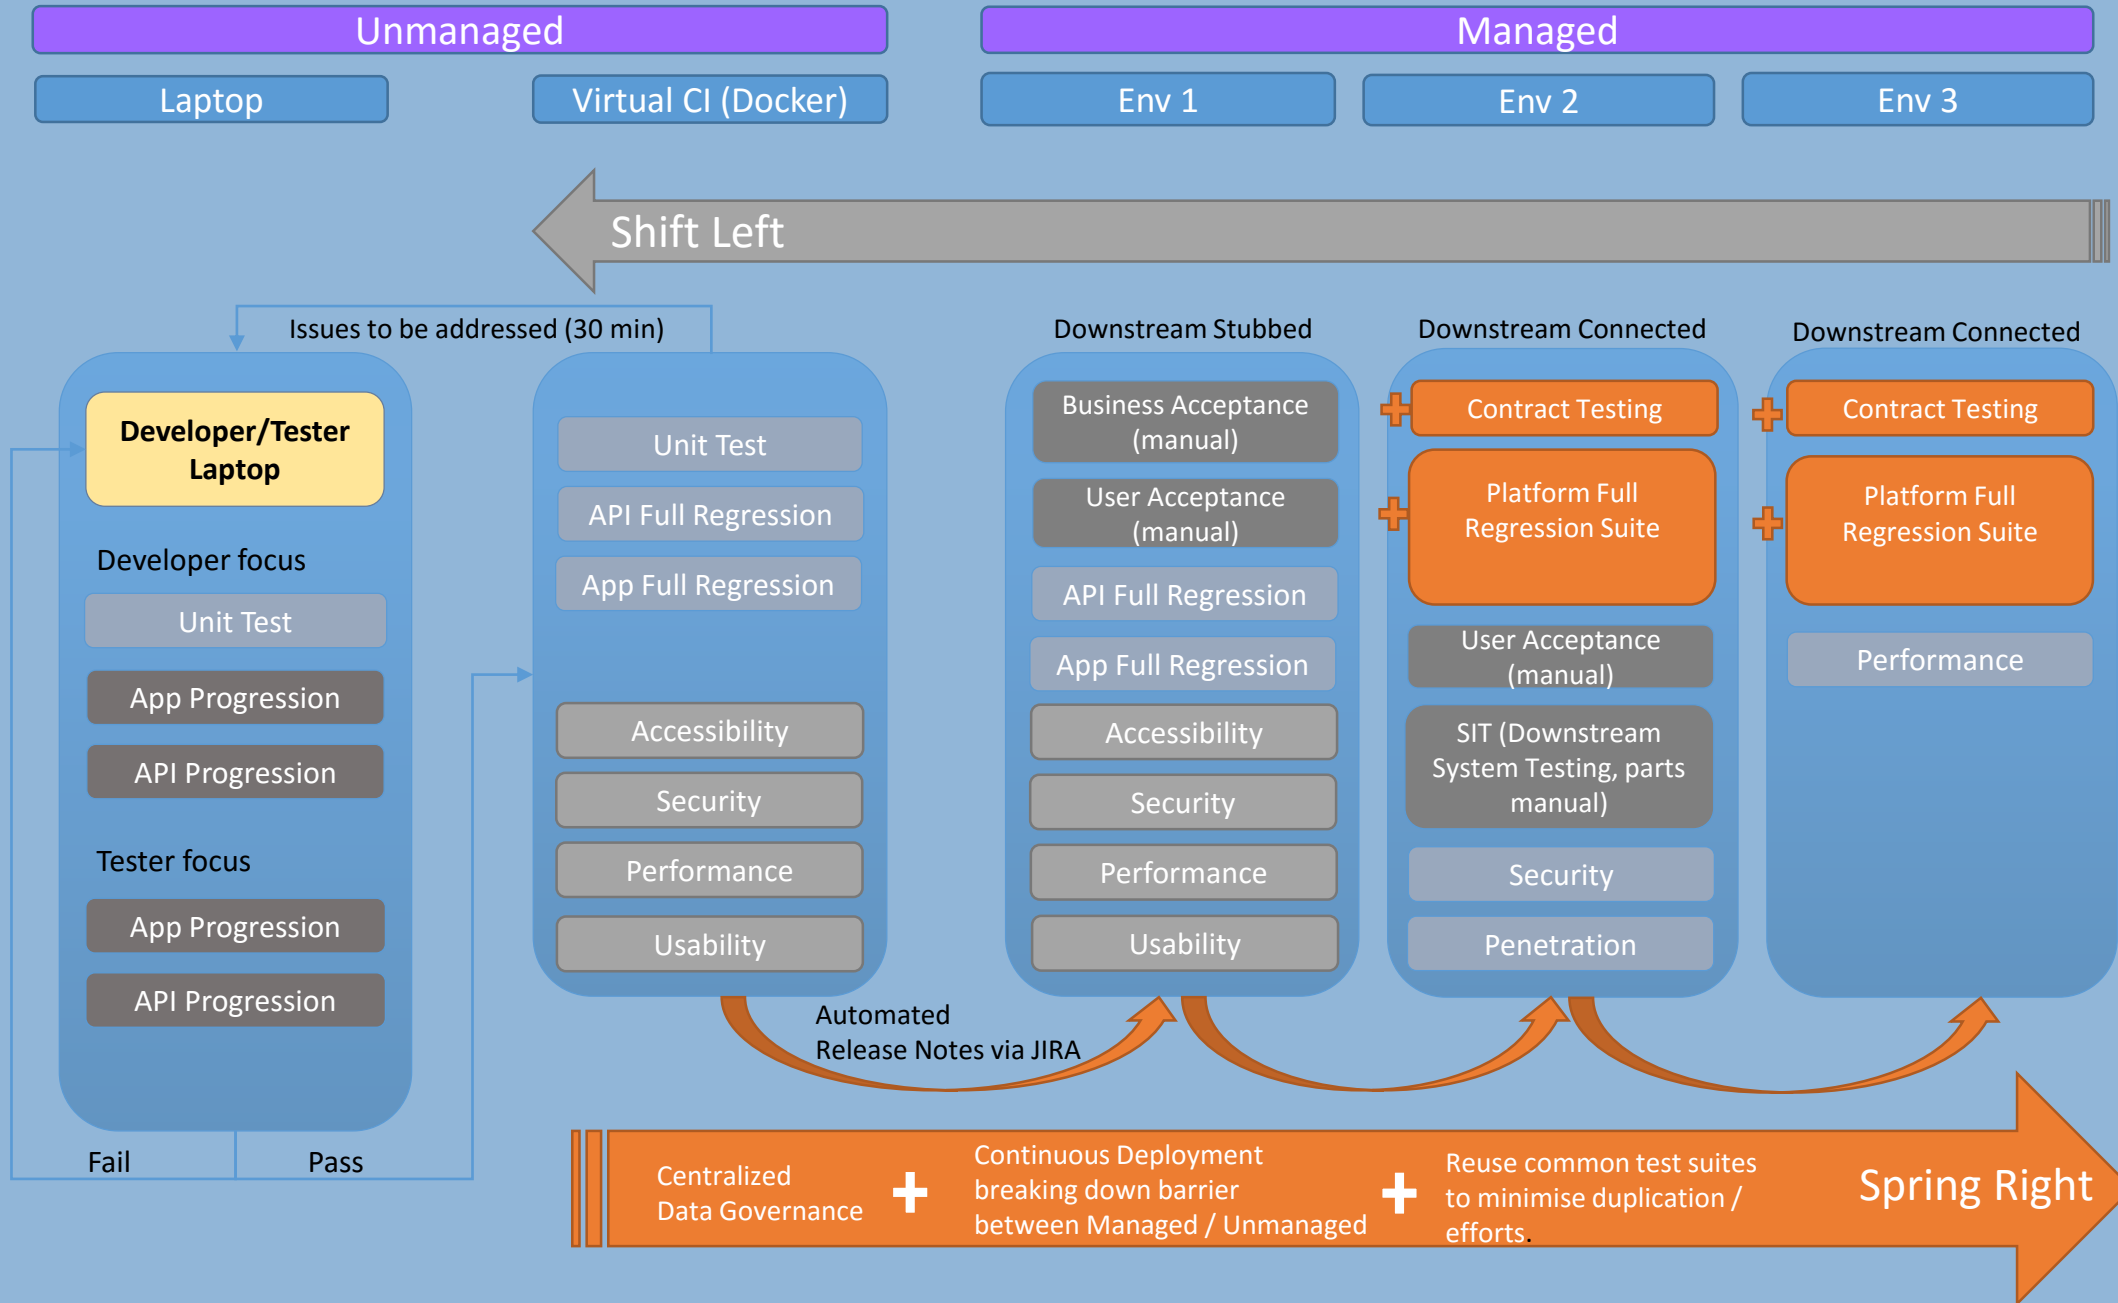 Unmanaged
Managed
Laptop
Virtual CI (Docker)
Env 1
Env 2
Env 3
Shift Left
Issues to be addressed (30 min)
Developer/Tester
Laptop
Developer focus
Unit Test
App Progression
API Progression
Tester focus
App Progression
API Progression
Fail
Pass
Unit Test
API Full Regression
App Full Regression
Accessibility
Security
Performance
Usability
Downstream Stubbed
Business Acceptance
(manual)
User Acceptance
(manual)
API Full Regression
App Full Regression
Accessibility
Security
Performance
Usability
Downstream Connected
Contract Testing
Platform Full
Regression Suite
User Acceptance
(manual)
SIT (Downstream
System Testing, parts
manual)
Security
Penetration
Downstream Connected
Contract Testing
Platform Full
Regression Suite
Performance
Automated
Release Notes via JIRA
Centralized
Data Governance
Continuous Deployment
breaking down barrier
between Managed / Unmanaged
Reuse common test suites
to minimise duplication /
efforts.
Spring Right